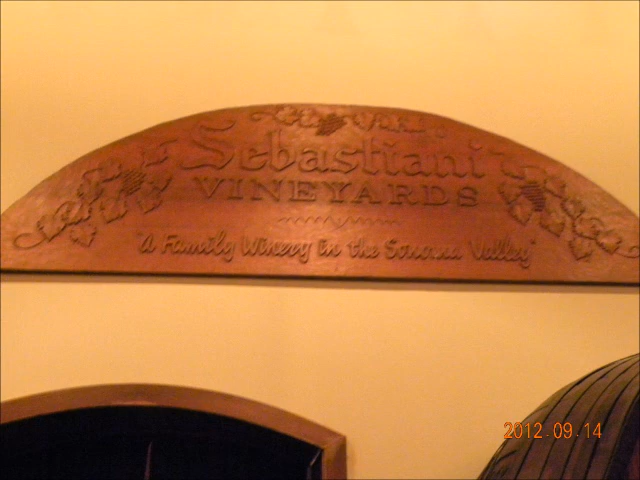 Sebastiani
VINEYARDS
"A Family Winery in the Sonoma Valley"
2012.09.14